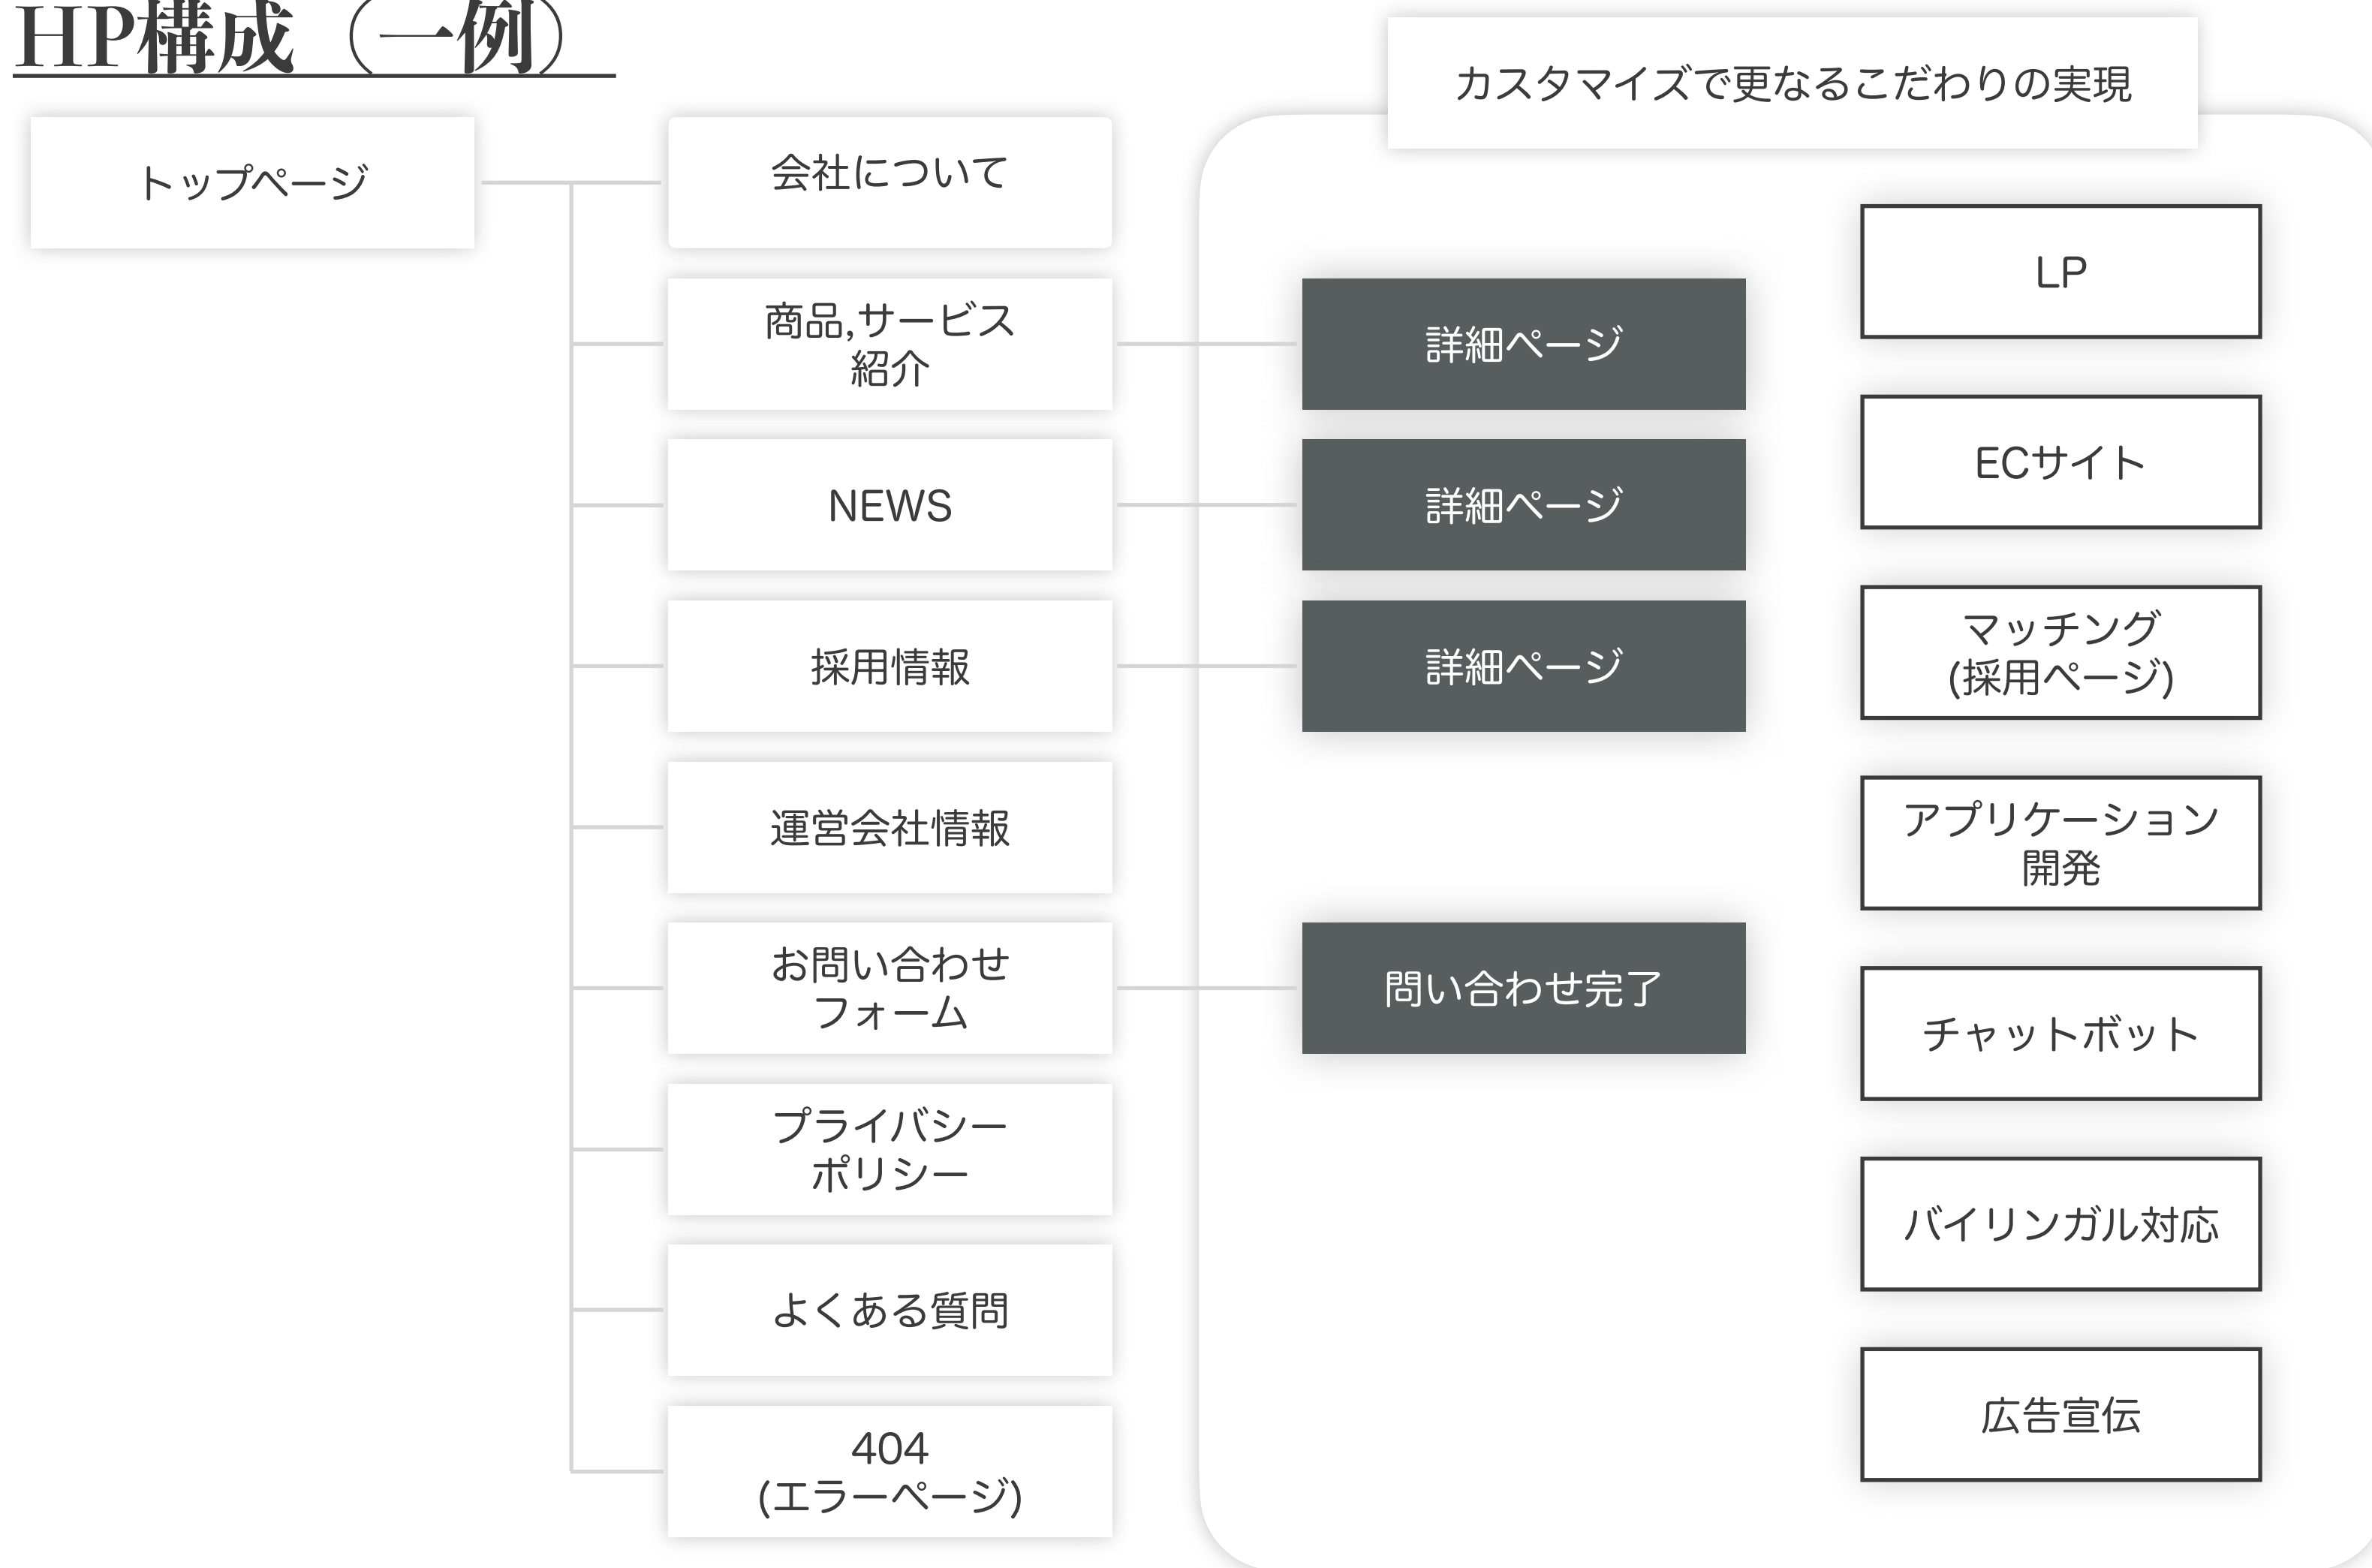 HP構成（一例）
カスタマイズで更なるこだわりの実現
トップページ
会社について
商品,サービス
紹介
NEWS
採用情報
運営会社情報
お問い合わせ
フォーム
プライバシー
ポリシー
よくある質問
404
(エラーページ)
詳細ページ
詳細ページ
詳細ページ
問い合わせ完了
LP
ECサイト
マッチング
(採用ページ)
アプリケーション
開発
チャットボット
バイリンガル対応
広告宣伝